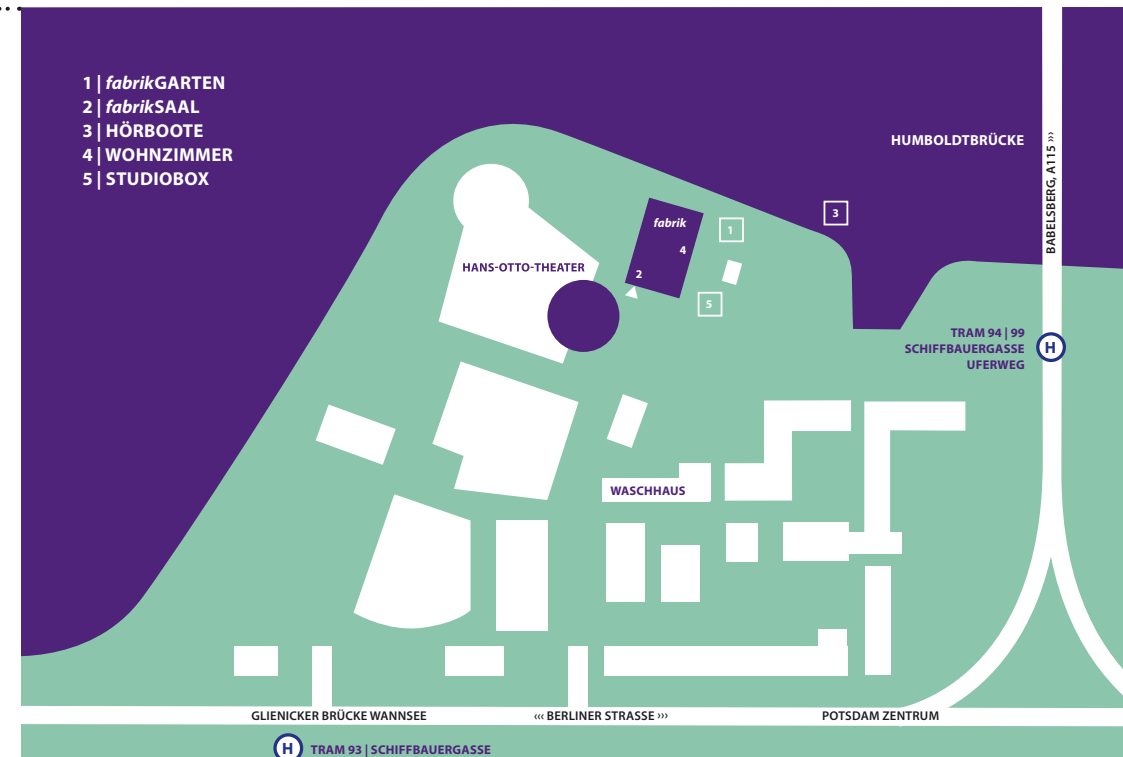 1 | fabrikGARTEN
2 | fabrikSAAL
3 | HÖRBOOTE
4 | WOHNZIMMER
5 | STUDIOBOX
HUMBOLDTBRÜCKE
BABELSBERG, A115 ›››
3
fabrik
1
4
HANS-OTTO-THEATER
2
5
TRAM 94 | 99
SCHIFFBAUERGASSE
UFERWEG
H
WASCHHAUS
GLIENICKER BRÜCKE WANNSEE
‹‹‹ BERLINER STRASSE ›››
POTSDAM ZENTRUM
H
TRAM 93 | SCHIFFBAUERGASSE